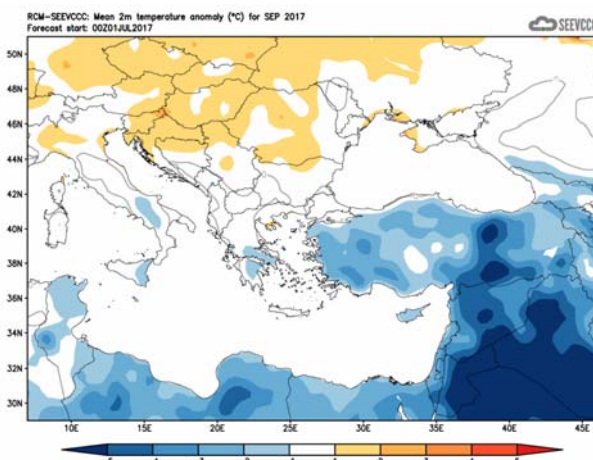 RCM-SEEVCCC: Mean 2m temperature anomaly (°C) for SEP 2017
Forecast start: 00Z01JUL2017
SEEVCCC
50N
48N
46N
44N
42N
40N
38N
36N
34N
32N
30N
10E
15E
20E
25E
30E
35E
40E
45E